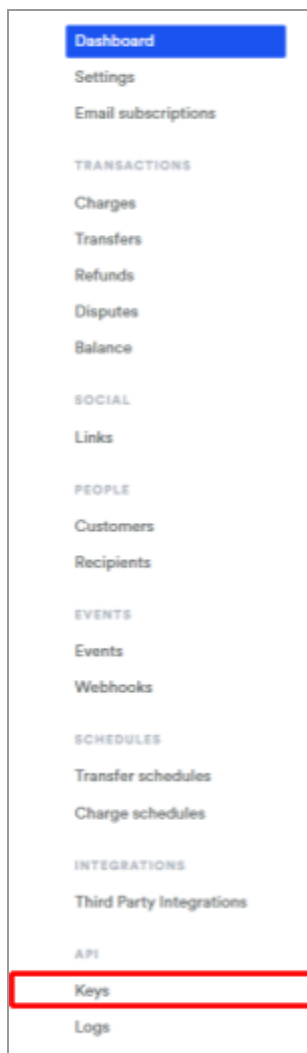 Dashboard
Settings
Email subscriptions
TRANSACTIONS
Charges
Transfers
Refunds
Disputes
Balance
SOCIAL
Links
PEOPLE
Customers
Recipients
EVENTS
Events
Webhooks
SCHEDULES
Transfer schedules
Charge schedules
INTEGRATIONS
Third Party Integrations
API
Keys
Logs